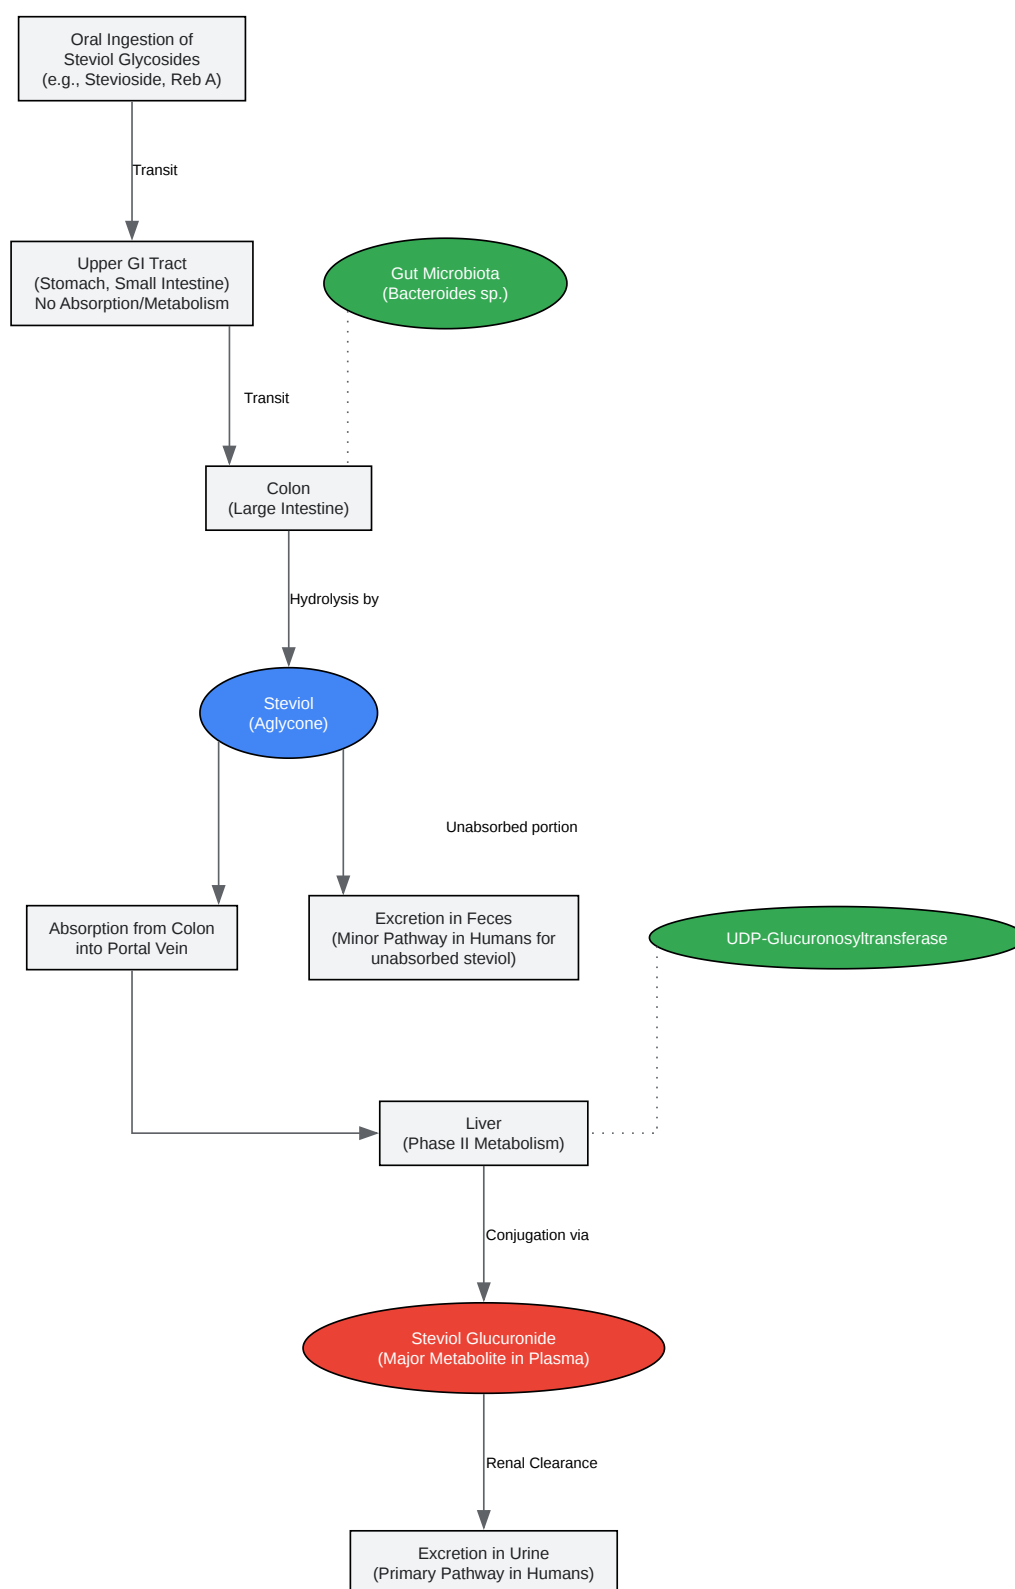 Oral Ingestion of
Steviol Glycosides
(e.g., Stevioside, Reb A)
Transit
Upper GI Tract
(Stomach, Small Intestine)
No Absorption/Metabolism
Gut Microbiota
(Bacteroides sp.)
Transit
Colon
(Large Intestine)
Hydrolysis by
Steviol
(Aglycone)
Unabsorbed portion
Absorption from Colon
into Portal Vein
Excretion in Feces
(Minor Pathway in Humans for
unabsorbed steviol)
UDP-Glucuronosyltransferase
Liver
(Phase II Metabolism)
Conjugation via
Steviol Glucuronide
(Major Metabolite in Plasma)
Renal Clearance
Excretion in Urine
(Primary Pathway in Humans)